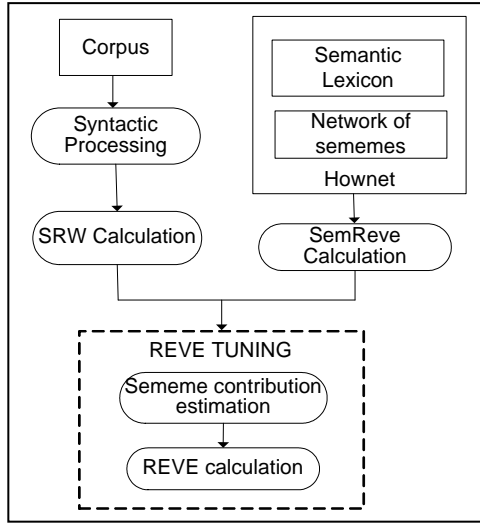 Corpus
Syntactic
Processing
SRW Calculation
Semantic
Lexicon
Network of
sememes
Hownet
SemReve
Calculation
REVE TUNING
Sememe contribution
estimation
REVE calculation